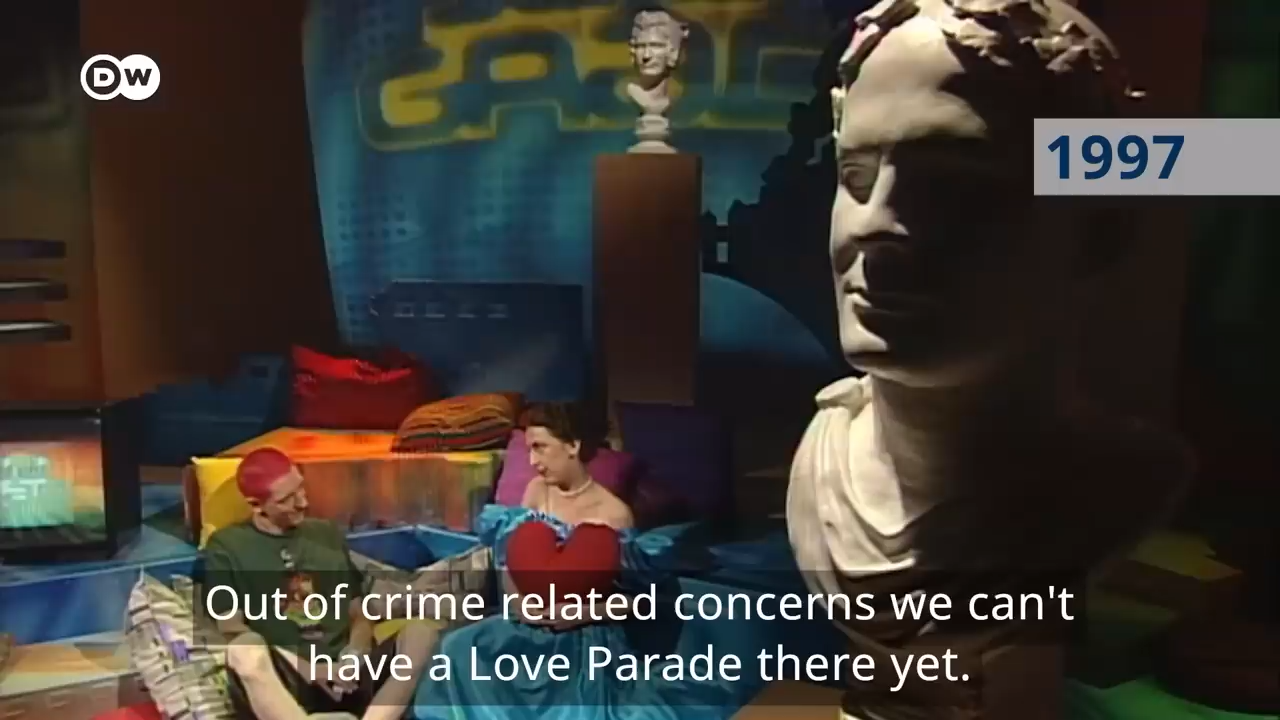 DW
1997
Out of crime related concerns we can't
have a Love Parade there yet.